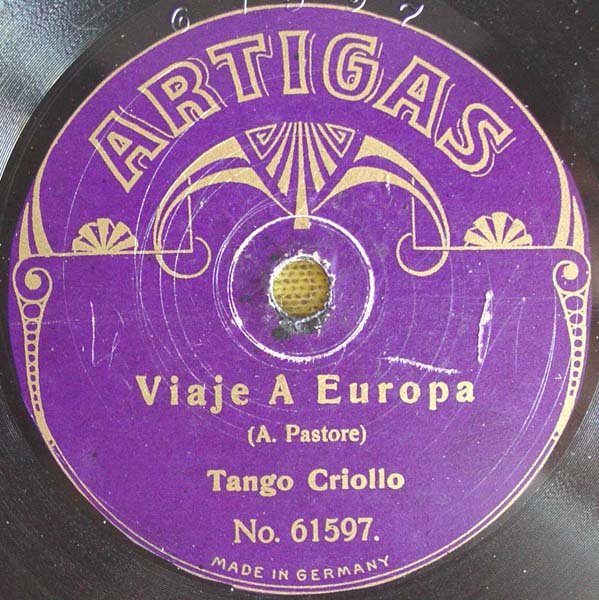 ARTIGAS
Viaje A Europa
(A. Pastore)
Tango Criollo
No. 61597.
MADE IN GERMANY